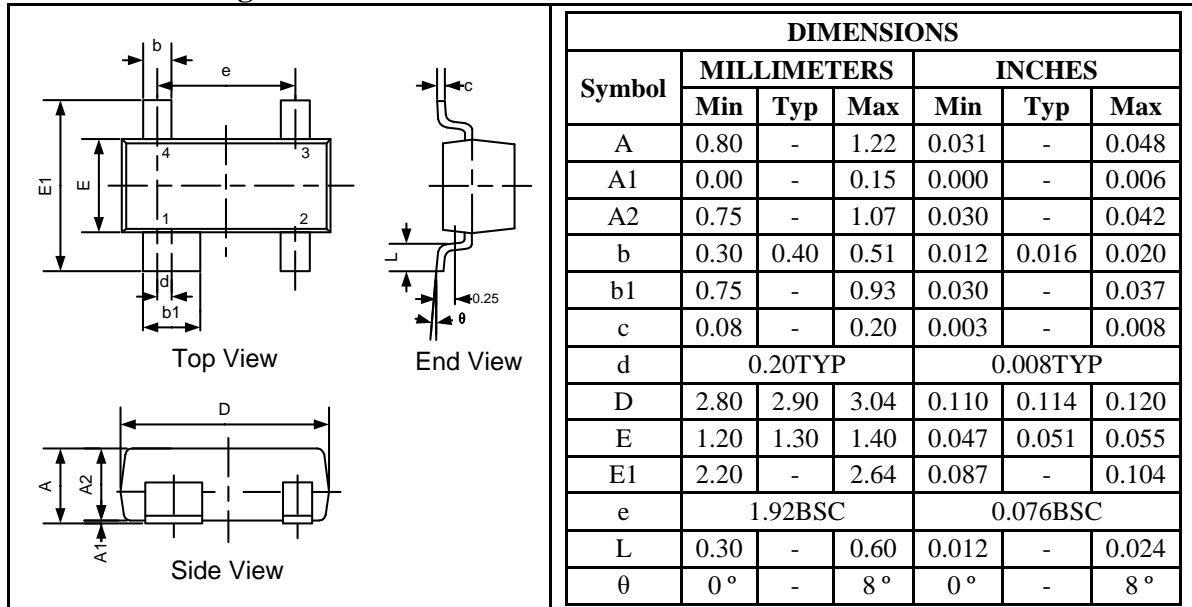 b
e
c
E1
E
4
3
1
2
L
d
b1
0.25
θ
Top View
End View
D
A
A2
A1
Side View
DIMENSIONS
Symbol MILLIMETERS INCHES
Min Typ Max Min Typ Max
A 0.80 - 1.22 0.031 - 0.048
A1 0.00 - 0.15 0.000 - 0.006
A2 0.75 - 1.07 0.030 - 0.042
b 0.30 0.40 0.51 0.012 0.016 0.020
b1 0.75 - 0.93 0.030 - 0.037
c 0.08 - 0.20 0.003 - 0.008
d 0.20TYP 0.008TYP
D 2.80 2.90 3.04 0.110 0.114 0.120
E 1.20 1.30 1.40 0.047 0.051 0.055
E1 2.20 - 2.64 0.087 - 0.104
e 1.92BSC 0.076BSC
L 0.30 - 0.60 0.012 - 0.024
θ 0 º - 8 º 0 º - 8 º